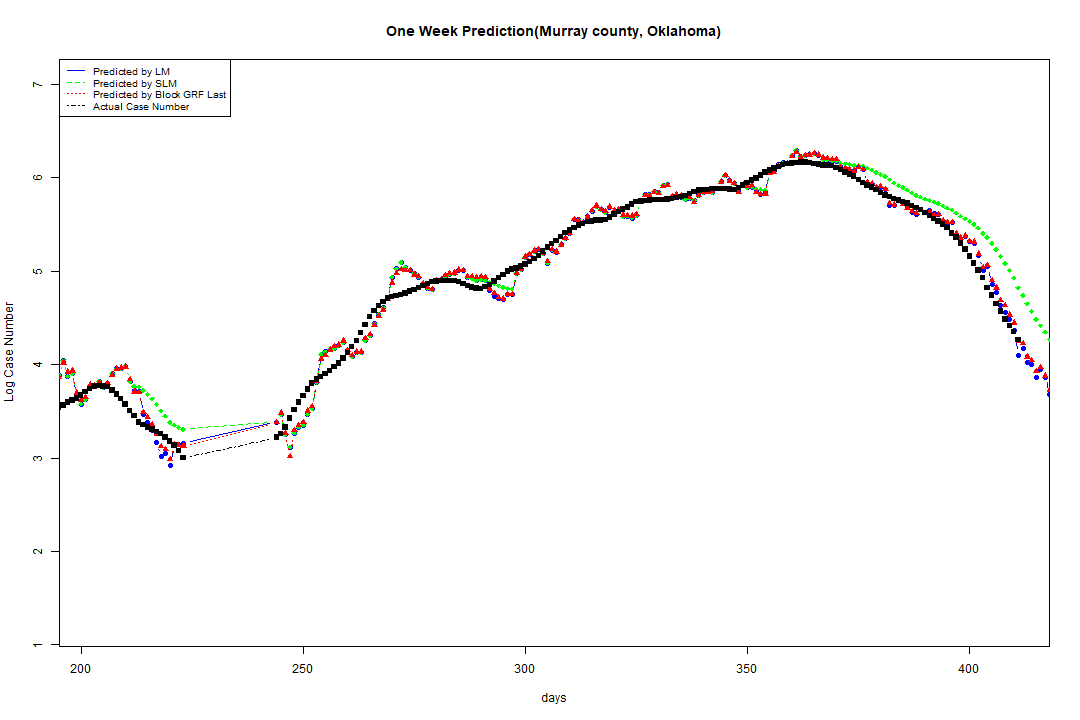 One Week Prediction(Murray county, Oklahoma)
Predicted by LM
Predicted by SLM
Predicted by Block GRF Last
Actual Case Number
7
6
5
4
3
2
1
Log Case Number
200 250 300 350 400
days